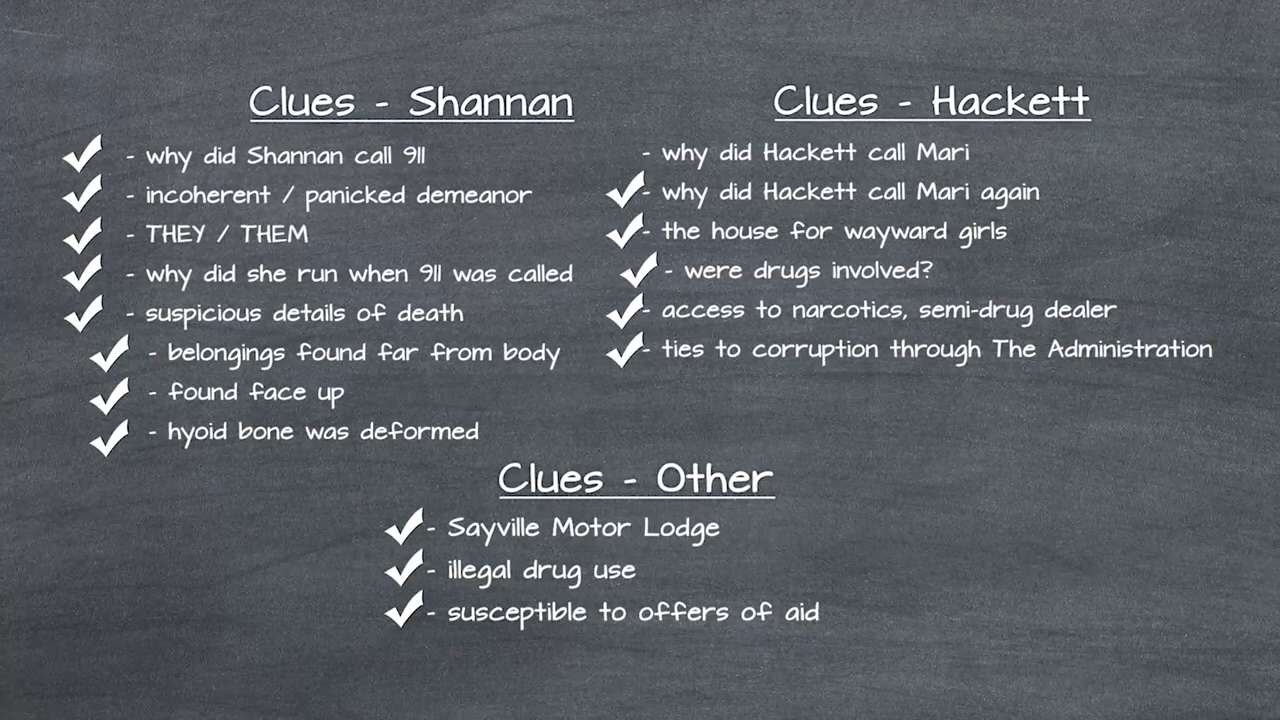 Clues - Shannan
- why did Shannan call 911
- incoherent / panicked demeanor
- THEY / THEM
- why did she run when 911 was called
- suspicious details of death
- belongings found far from body
- found face up
- hyoid bone was deformed
Clues - Hackett
- why did Hackett call Mari
- why did Hackett call Mari again
- the house for wayward girls
- were drugs involved?
- access to narcotics, semi-drug dealer
- ties to corruption through The Administration
Clues - Other
- Sayville Motor Lodge
- illegal drug use
- susceptible to offers of aid